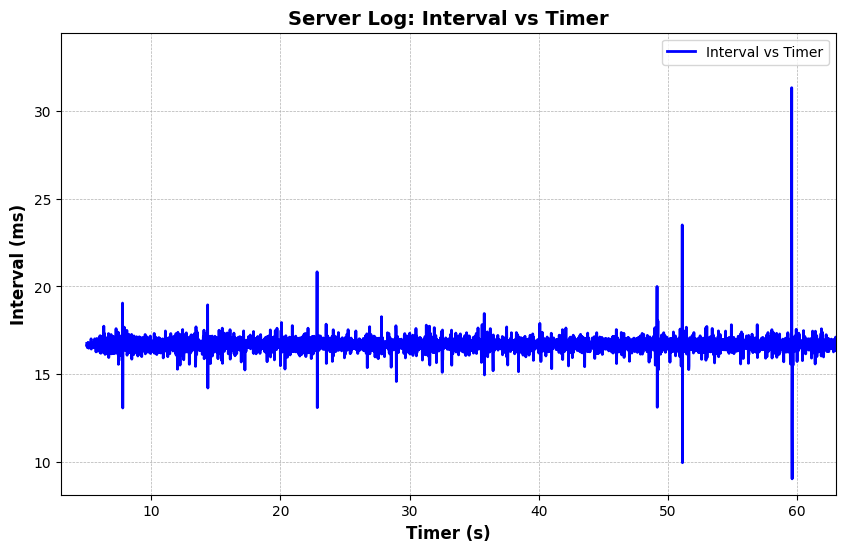 Server Log: Interval vs Timer
Interval vs Timer
30
25
20
15
10
Interval (ms)
10 20 30 40 50 60
Timer (s)